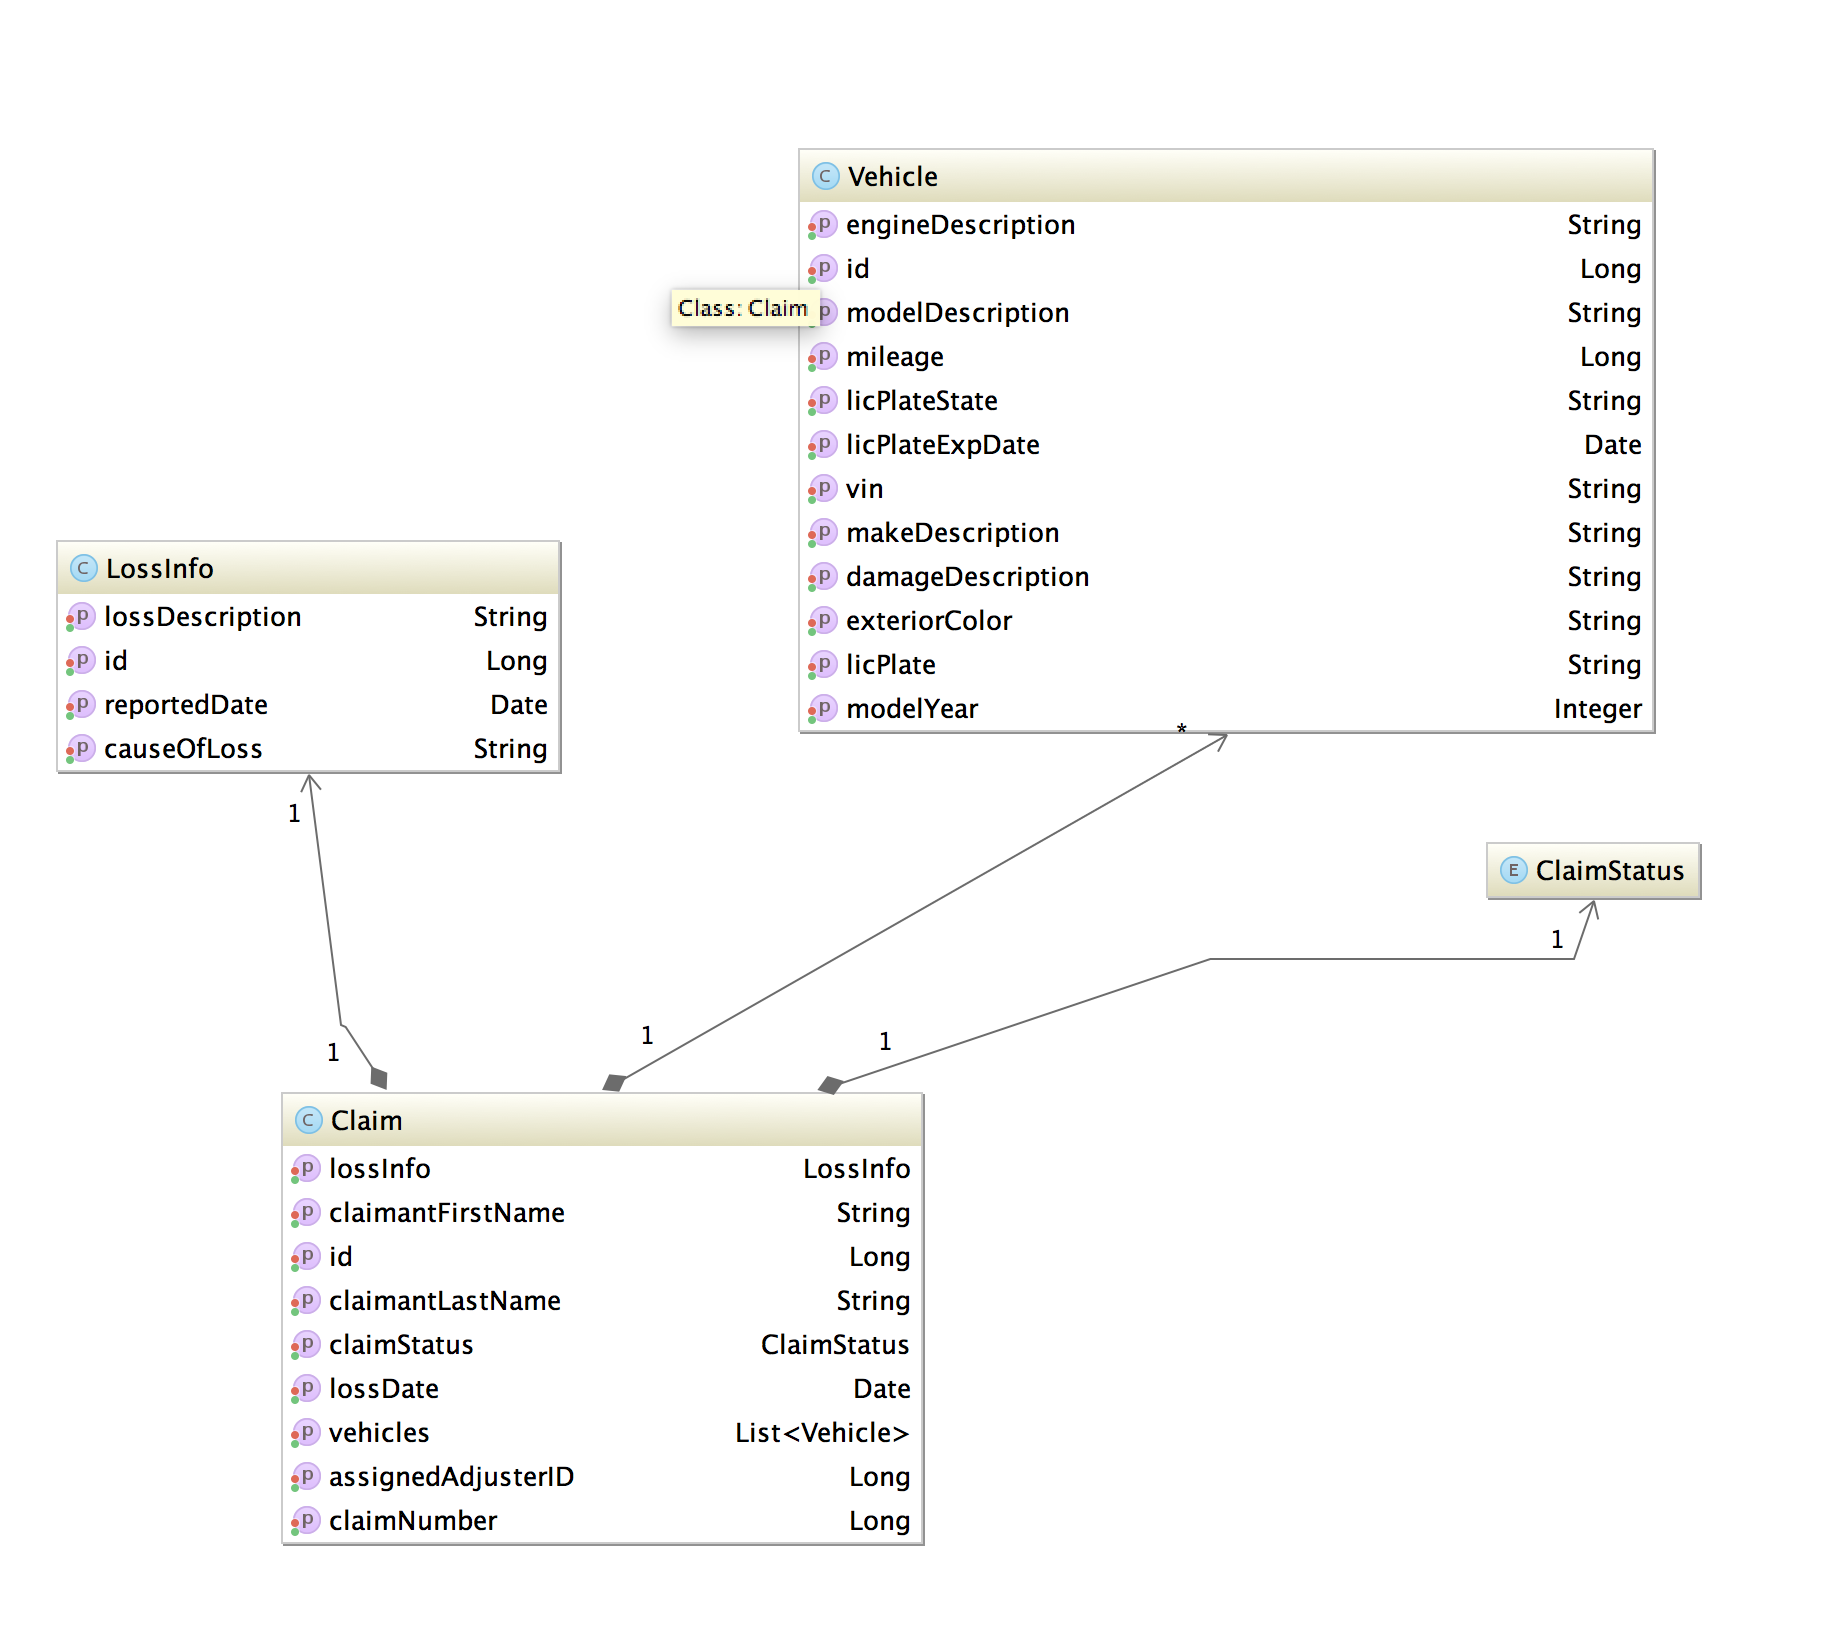 C Vehicle
p engineDescription String
p id Long
Class: Claim
p modelDescription String
p mileage Long
p licPlateState String
p licPlateExpDate Date
p vin String
p makeDescription String
p damageDescription String
p exteriorColor String
p licPlate String
p modelYear Integer
*
C LossInfo
p lossDescription String
p id Long
p reportedDate Date
p causeOfLoss String
1
E ClaimStatus
1
1
1
1
C Claim
p lossInfo LossInfo
p claimantFirstName String
p id Long
p claimantLastName String
p claimStatus ClaimStatus
p lossDate Date
p vehicles List<Vehicle>
p assignedAdjusterID Long
p claimNumber Long